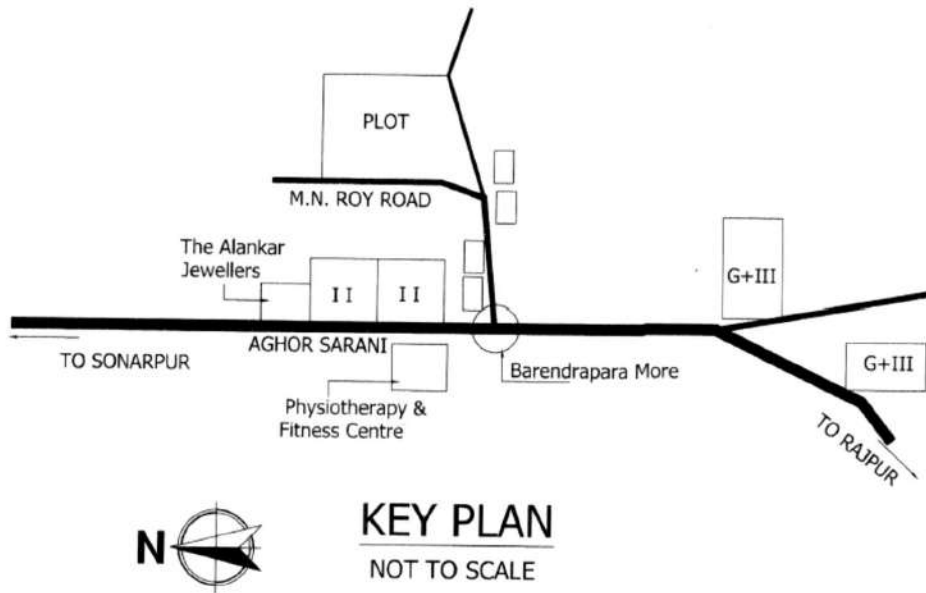 PLOT
M.N. ROY ROAD
The Alankar
Jewellers
I I
I I
G+III
AGHOR SARANI
TO SONARPUR
Barendrapara More
G+III
Physiotherapy &
Fitness Centre
TO RAJPUR
N
KEY PLAN
NOT TO SCALE